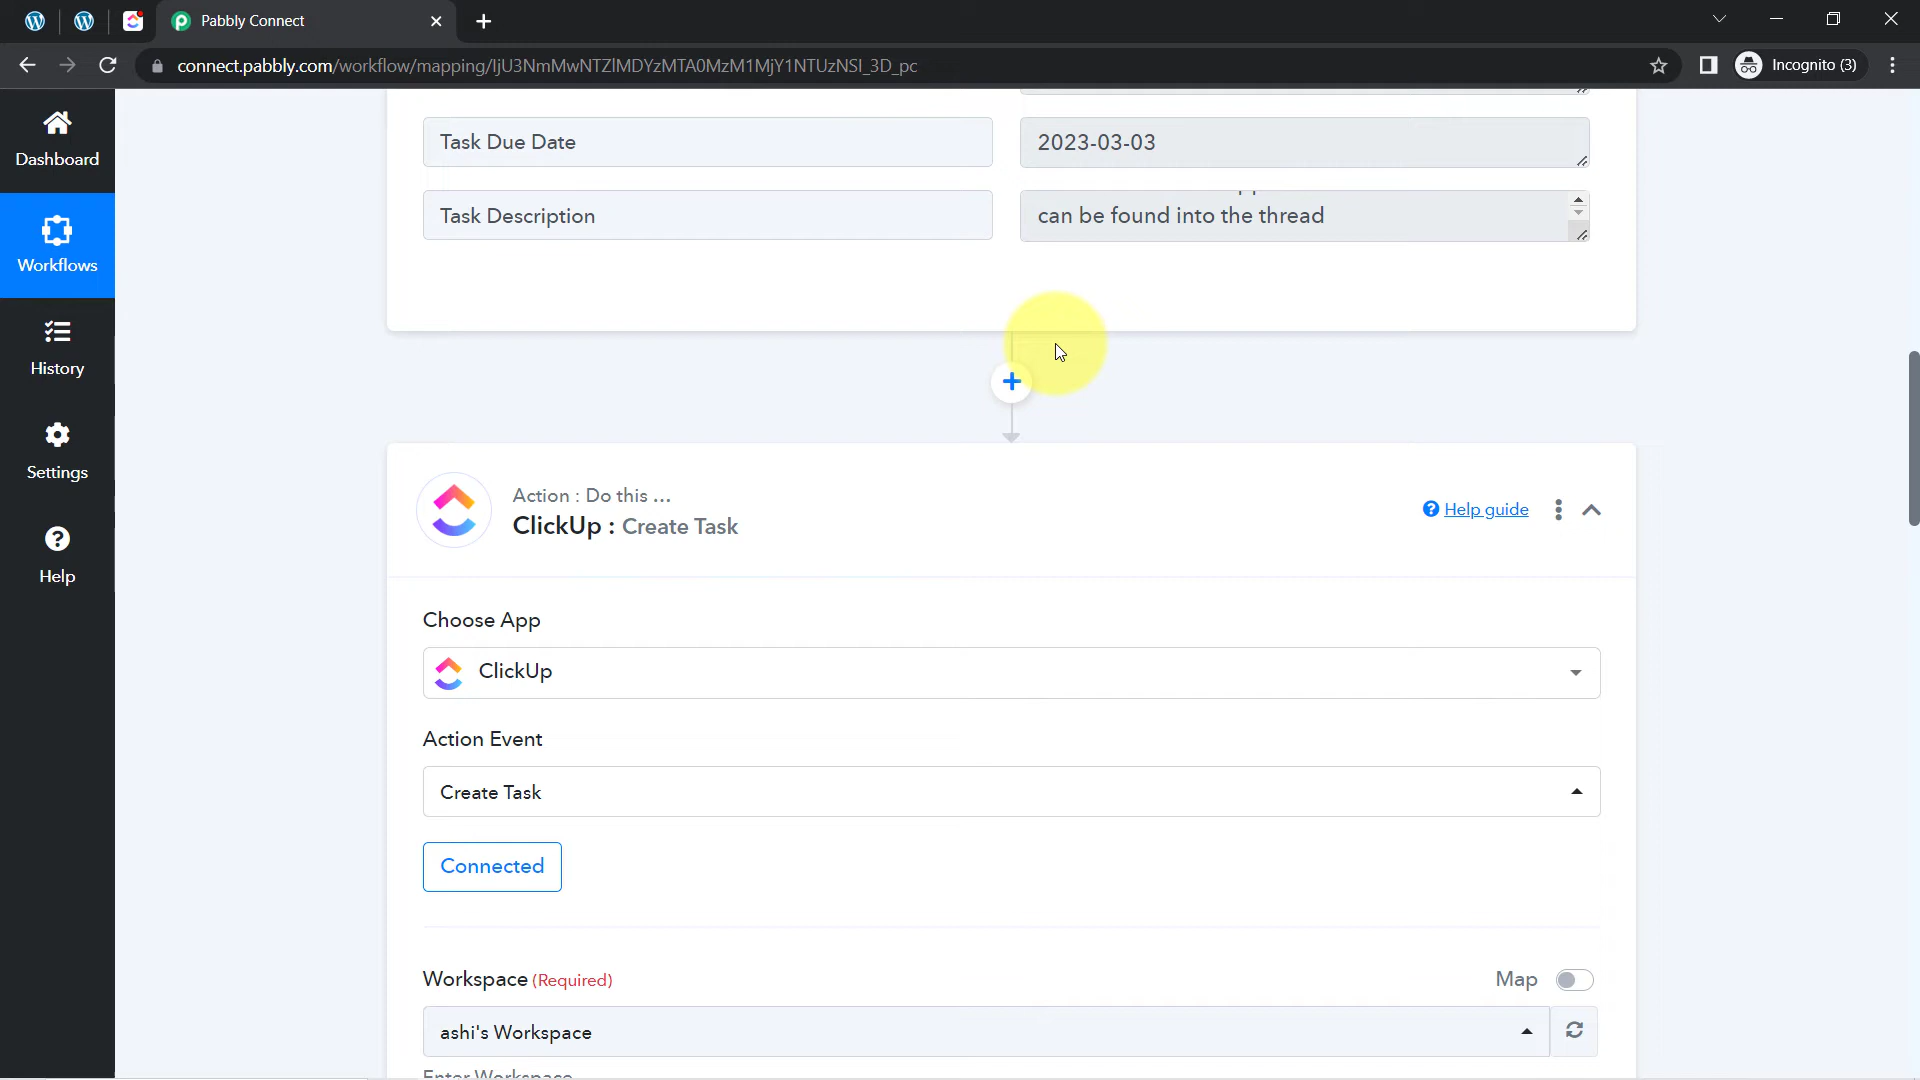 Pabbly Connect
connect.pabbly.com/workflow/mapping/IjU3NmMwNTZlMDYzMTA0MzM1MjY1NTUzNSI_3D_pc
Incognito (3)
Dashboard
Workflows
History
Settings
Help
Task Due Date
2023-03-03
Task Description
can be found into the thread
Action : Do this ...
ClickUp : Create Task
Help guide
Choose App
ClickUp
Action Event
Create Task
Connected
Workspace (Required)
Map
ashi's Workspace
Enter Workspace